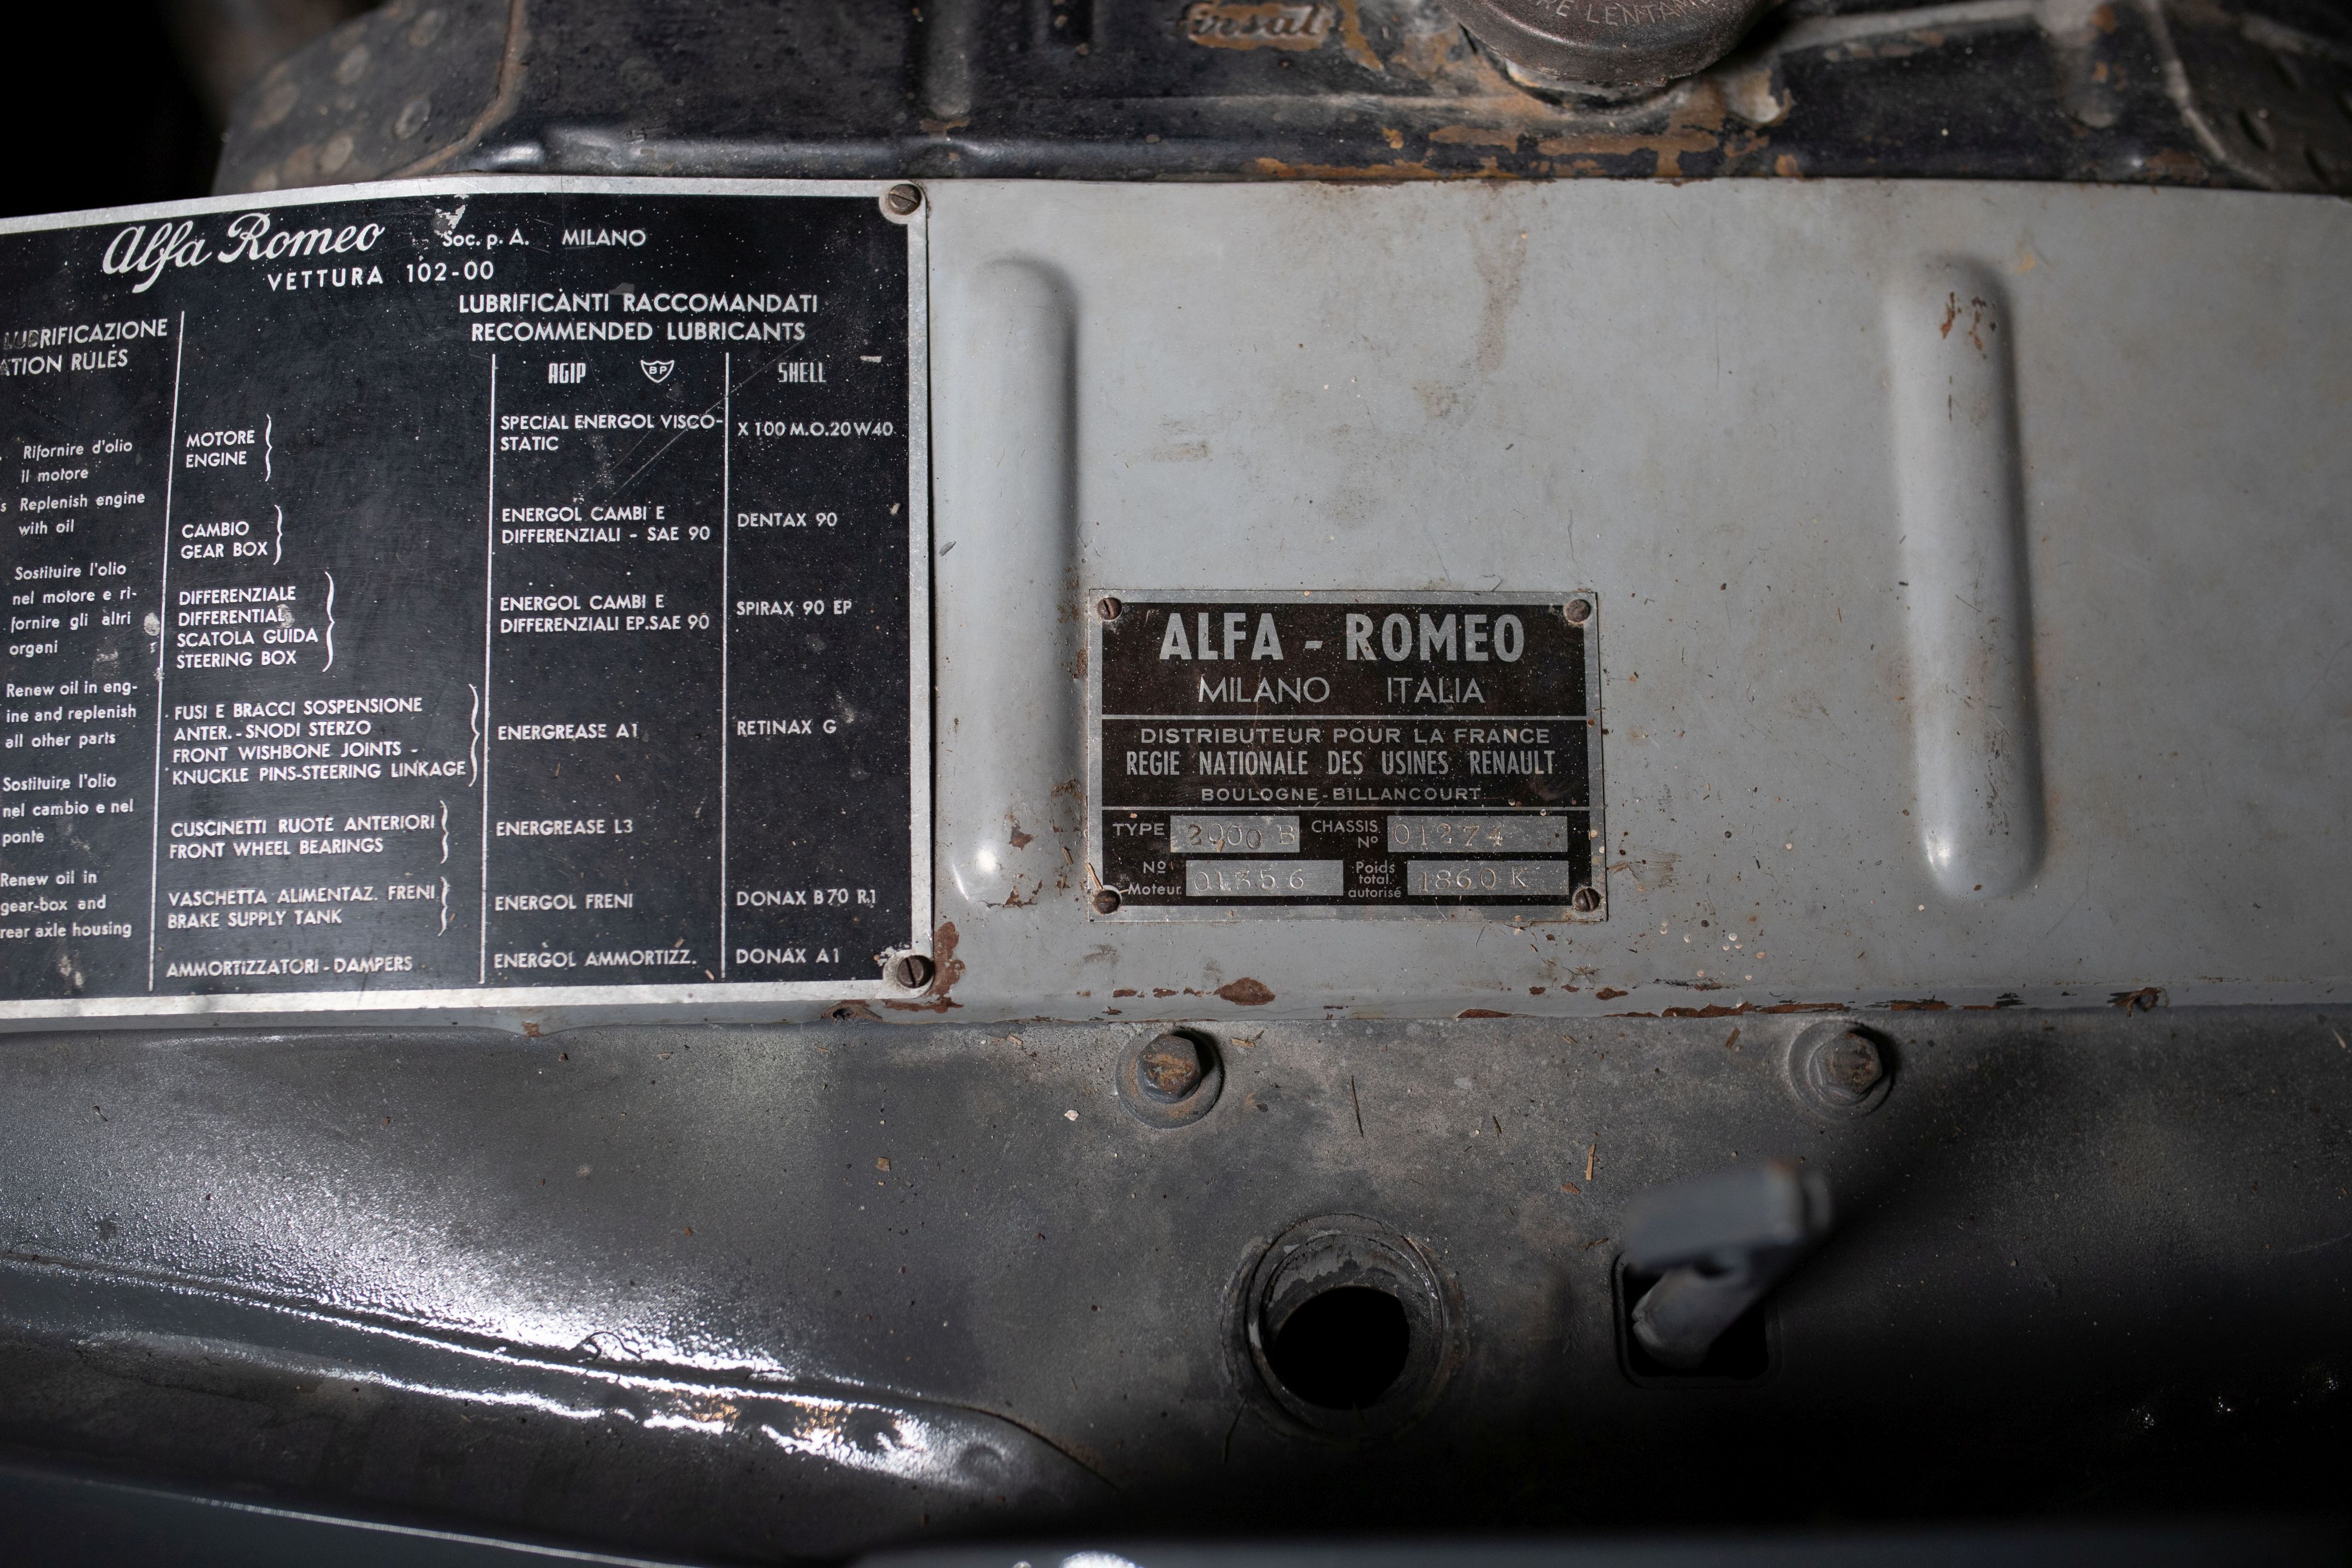 RE LENTAME
Alfa Romeo Soc. p. A. MILANO
VETTURA 102-00
LUBRIFICAZIONE
ATION RULES
LUBRIFICANTI RACCOMANDATI
RECOMMENDED LUBRICANTS
AGIP BP SHELL
Rifornire d'olio
il motore
s Replenish engine
with oil
Sostituire l'olio
nel motore e ri-
fornire gli altri
organi
Renew oil in eng-
ine and replenish
all other parts
Sostituire l'olio
nel cambio e nel
ponte
Renew oil in
gear-box and
rear axle housing
MOTORE
ENGINE
SPECIAL ENERGOL VISCO-
STATIC
X 100 M.O.20W40
CAMBIO
GEAR BOX
ENERGOL CAMBI E
DIFFERENZIALI - SAE 90
DENTAX 90
DIFFERENZIALE
DIFFERENTIAL
SCATOLA GUIDA
STEERING BOX
ENERGOL CAMBI E
DIFFERENZIALI EP.SAE 90
SPIRAX 90 EP
FUSI E BRACCI SOSPENSIONE
ANTER.-SNODI STERZO
FRONT WISHBONE JOINTS -
KNUCKLE PINS-STEERING LINKAGE
ENERGREASE A1
RETINAX G
CUSCINETTI RUOTE ANTERIORI
FRONT WHEEL BEARINGS
ENERGREASE L3
VASCHETTA ALIMENTAZ. FRENI
BRAKE SUPPLY TANK
ENERGOL FRENI
DONAX B70 R1
AMMORTIZZATORI-DAMPERS
ENERGOL AMMORTIZZ.
DONAX A1
ALFA - ROMEO
MILANO ITALIA
DISTRIBUTEUR POUR LA FRANCE
REGIE NATIONALE DES USINES RENAULT
BOULOGNE-BILLANCOURT
TYPE CHASSIS Nº 01274
Nº Moteur 01356 Poids total autorisé 1860 K